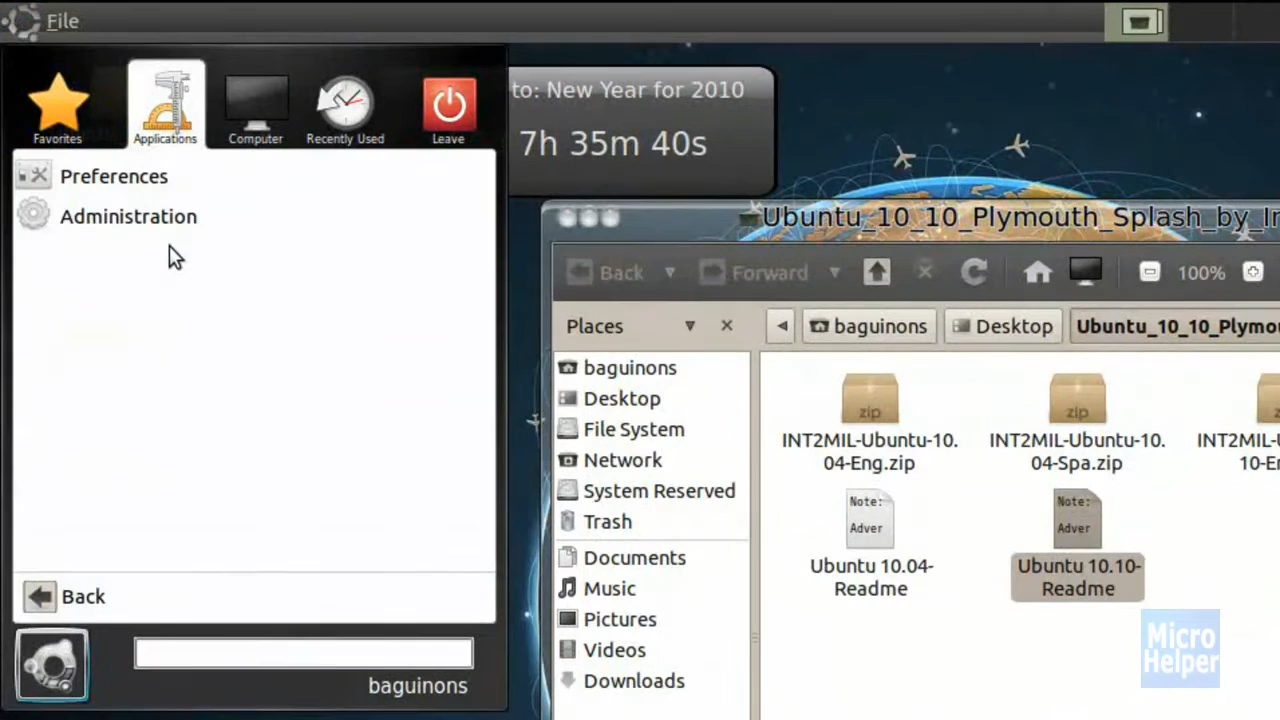 File
Favorites
Applications
Computer
Recently Used
Leave
Preferences
Administration
Back
baguinons
to: New Year for 2010
7h 35m 40s
Ubuntu_10_10_Plymouth_Splash_by_In
Back
Forward
100%
Places
baguinons
Desktop
Ubuntu_10_10_Plymou
baguinons
Desktop
File System
Network
System Reserved
Trash
Documents
Music
Pictures
Videos
Downloads
zip
INT2MIL-Ubuntu-10.
04-Eng.zip
zip
INT2MIL-Ubuntu-10.
04-Spa.zip
zi
INT2MIL-U
10-E
Note:
Adver
Ubuntu 10.04-
Readme
Note:
Adver
Ubuntu 10.10-
Readme
Micro
Helper